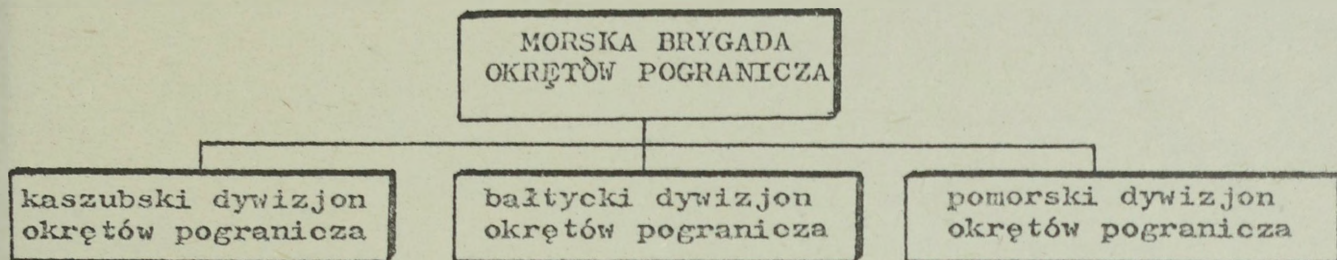 MORSKA BRYGADA
OKRĘTÓW POGRANICZA
kaszubski dywizjon
okrętów pogranicza
bałtycki dywizjon
okrętów pogranicza
pomorski dywizjon
okrętów pogranicza